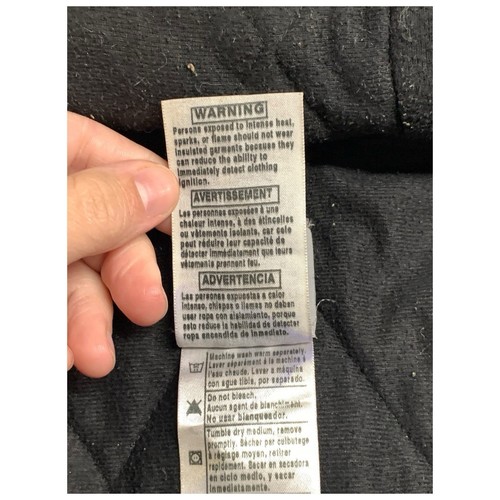 WARNING
Persons exposed to intense heat,
sparks, or flame should not wear
insulated garments because they
can reduce the ability to
immediately detect clothing
ignition.
AVERTISSEMENT
Les personnes exposées à une
chaleur intense, à des étincelles
ou vêtements isolants, car cele
peut réduire leur capacité de
détecter immédiatement que leurs
vêtements prennent feu.
ADVERTENCIA
Las personas expuestas a calor
intenso, chispas o llamas no daben
usar ropa con aislamiento, porque
esto reduce la habilidad de detectar
ropa encendida de inmediato.
Machine wash warm separately.
Laver séparément à la machine à
l'eau chaude. Lavar a máquina
con agua tibia, por separado.
Do not bleach.
Aucun agent de blanchiment.
No usar blanqueador.
Tumble dry medium, remove
promptly. Sécher par culbutage
à réglage moyen, retirer
rapidement. Secar en secadora
en ciclo medio, y sacar
inmediatamente.